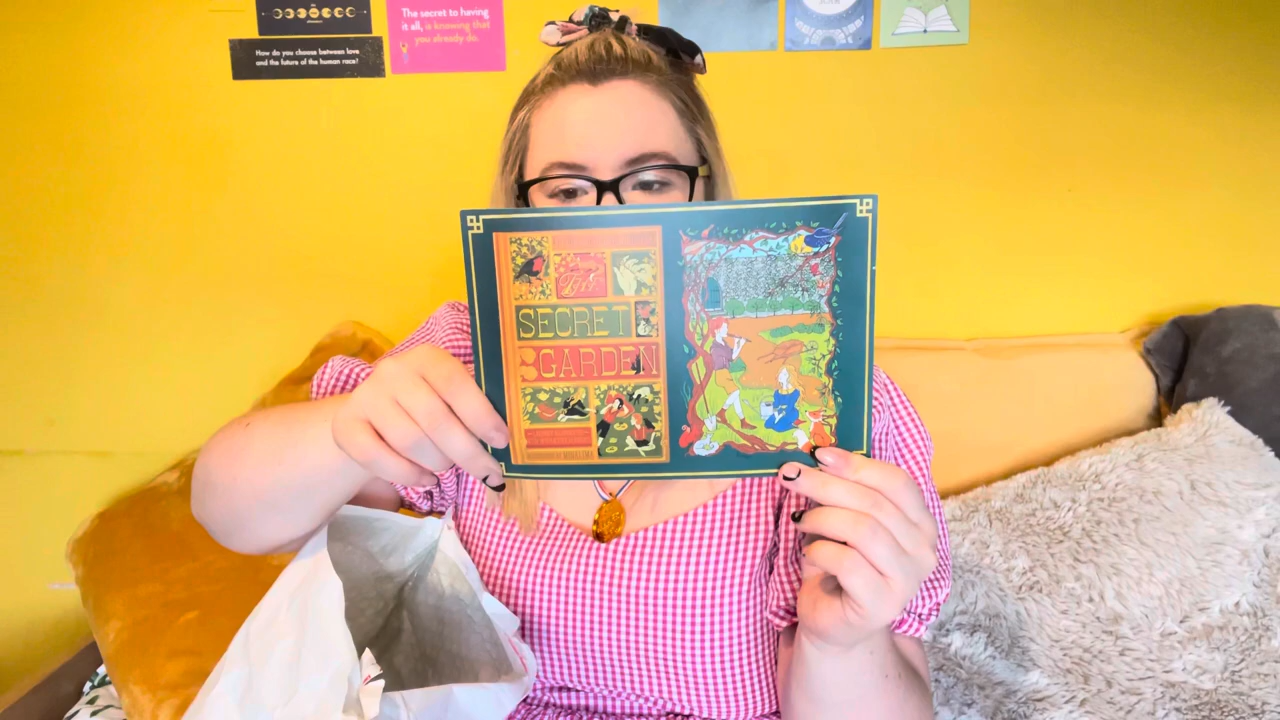 How do you choose between love
and the future of the human race?
The secret to having
it all, is knowing that
you already do.
SECRET
GARDEN
MINALIMA